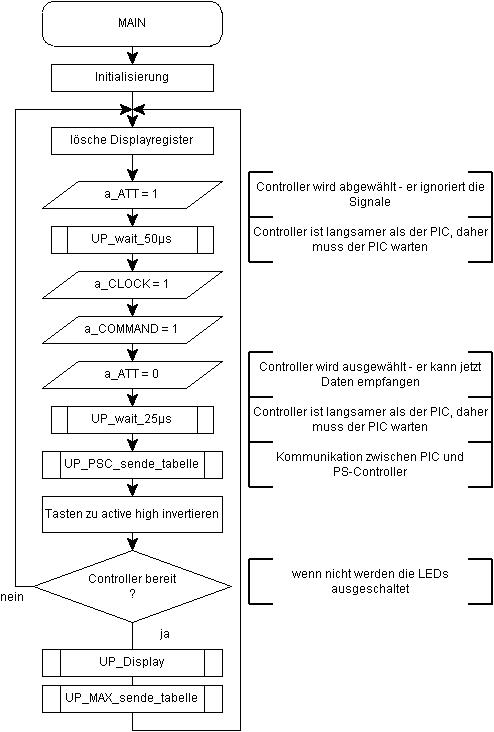 MAIN
Initialisierung
lösche Displayregister
a_ATT = 1
Controller wird abgewählt - er ignoriert die
Signale
UP_wait_50µs
Controller ist langsamer als der PIC, daher
muss der PIC warten
a_CLOCK = 1
a_COMMAND = 1
a_ATT = 0
Controller wird ausgewählt - er kann jetzt
Daten empfangen
UP_wait_25µs
Controller ist langsamer als der PIC, daher
muss der PIC warten
UP_PSC_sende_tabelle
Kommunikation zwischen PIC und
PS-Controller
Tasten zu active high invertieren
Controller bereit
?
wenn nicht werden die LEDs
ausgeschaltet
nein
ja
UP_Display
UP_MAX_sende_tabelle